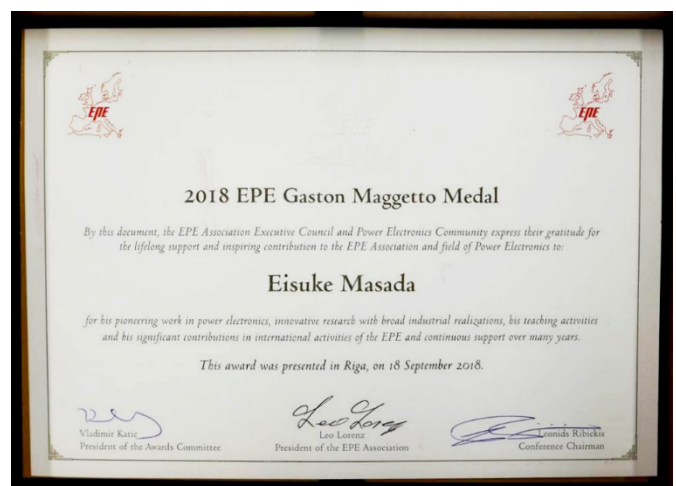 EPE EPE
2018 EPE Gaston Maggetto Medal
By this document, the EPE Association Executive Council and Power Electronics Community express their gratitude for
the lifelong support and inspiring contribution to the EPE Association and field of Power Electronics to:
Eisuke Masada
for his pioneering work in power electronics, innovative research with broad industrial realizations, his teaching activities
and his significant contributions in international activities of the EPE and continuous support over many years.
This award was presented in Riga, on 18 September 2018.
Leo Lorenz
Vladimir Katic Leo Lorenz Leonids Ribickis
President of the Awards Committee President of the EPE Association Conference Chairman